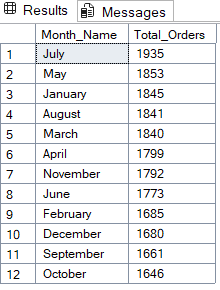 Results Messages
Month_Name Total_Orders
1 July 1935
2 May 1853
3 January 1845
4 August 1841
5 March 1840
6 April 1799
7 November 1792
8 June 1773
9 February 1685
10 December 1680
11 September 1661
12 October 1646